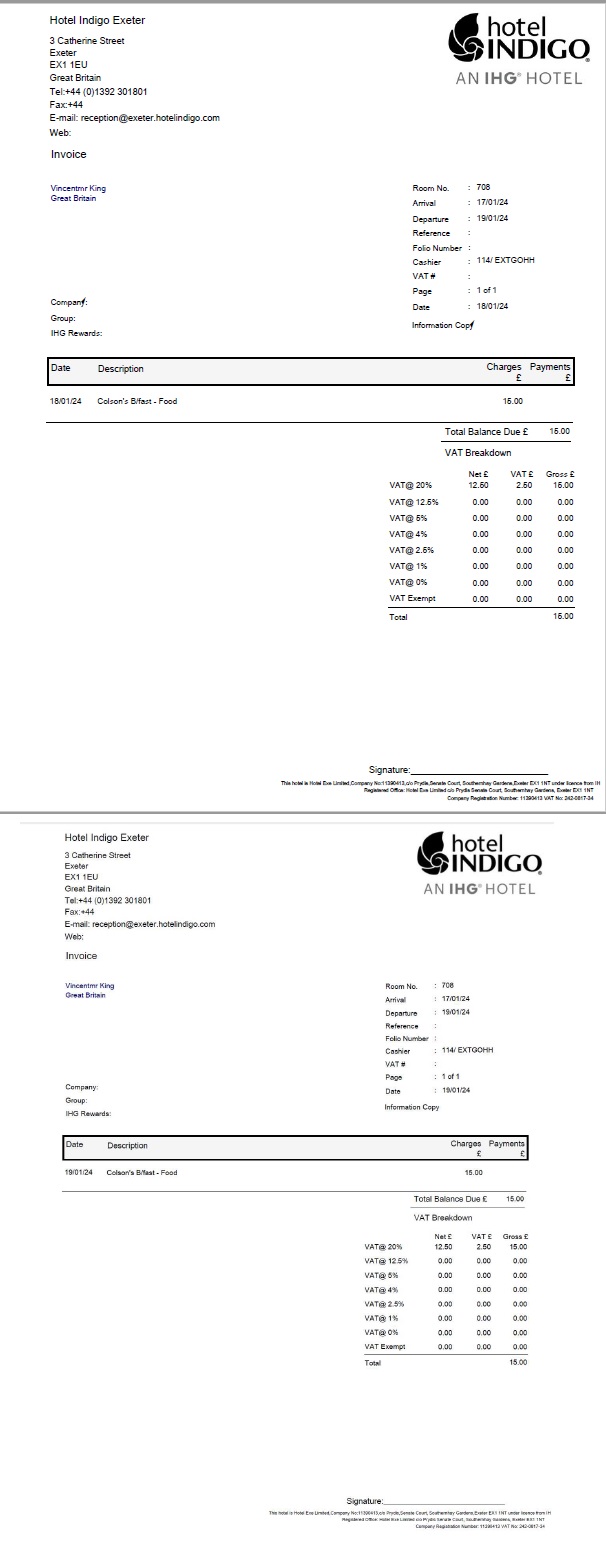 Hotel Indigo Exeter
3 Catherine Street
Exeter
EX1 1EU
Great Britain
Tel:+44 (0)1392 301801
Fax:+44
E-mail: reception@exeter.hotelindigo.com
Web:
hotel
INDIGO
AN IHG® HOTEL
Invoice
Vincentmr King
Great Britain
Room No. : 708
Arrival : 17/01/24
Departure : 19/01/24
Reference :
Folio Number :
Cashier : 114/ EXTGOHH
VAT # :
Page : 1 of 1
Date : 18/01/24
Information Copy
Company:
Group:
IHG Rewards:
Date Description Charges Payments
£ £
18/01/24 Colson's B/fast - Food 15.00
Total Balance Due £ 15.00
VAT Breakdown
Net £ VAT £ Gross £
VAT@ 20% 12.50 2.50 15.00
VAT@ 12.5% 0.00 0.00 0.00
VAT@ 5% 0.00 0.00 0.00
VAT@ 4% 0.00 0.00 0.00
VAT@ 2.5% 0.00 0.00 0.00
VAT@ 1% 0.00 0.00 0.00
VAT@ 0% 0.00 0.00 0.00
VAT Exempt 0.00 0.00 0.00
Total 15.00
Signature:
This hotel is Hotel Exe Limited,Company No:11390413,c/o Prydis,Senate Court, Southernhay Gardens,Exeter EX1 1NT under licence from IH
Registered Office: Hotel Exe Limited c/o Prydis Senate Court, Southernhay Gardens, Exeter EX1 1NT
Company Registration Number: 11390413 VAT No: 242-0817-34
Hotel Indigo Exeter
3 Catherine Street
Exeter
EX1 1EU
Great Britain
Tel:+44 (0)1392 301801
Fax:+44
E-mail: reception@exeter.hotelindigo.com
Web:
hotel
INDIGO
AN IHG® HOTEL
Invoice
Vincentmr King
Great Britain
Room No. : 708
Arrival : 17/01/24
Departure : 19/01/24
Reference :
Folio Number :
Cashier : 114/ EXTGOHH
VAT # :
Page : 1 of 1
Date : 19/01/24
Information Copy
Company:
Group:
IHG Rewards:
Date Description Charges Payments
£ £
19/01/24 Colson's B/fast - Food 15.00
Total Balance Due £ 15.00
VAT Breakdown
Net £ VAT £ Gross £
VAT@ 20% 12.50 2.50 15.00
VAT@ 12.5% 0.00 0.00 0.00
VAT@ 5% 0.00 0.00 0.00
VAT@ 4% 0.00 0.00 0.00
VAT@ 2.5% 0.00 0.00 0.00
VAT@ 1% 0.00 0.00 0.00
VAT@ 0% 0.00 0.00 0.00
VAT Exempt 0.00 0.00 0.00
Total 15.00
Signature:
This hotel is Hotel Exe Limited,Company No:11390413,c/o Prydis,Senate Court, Southernhay Gardens,Exeter EX1 1NT under licence from IH
Registered Office: Hotel Exe Limited c/o Prydis Senate Court, Southernhay Gardens, Exeter EX1 1NT
Company Registration Number: 11390413 VAT No: 242-0817-34